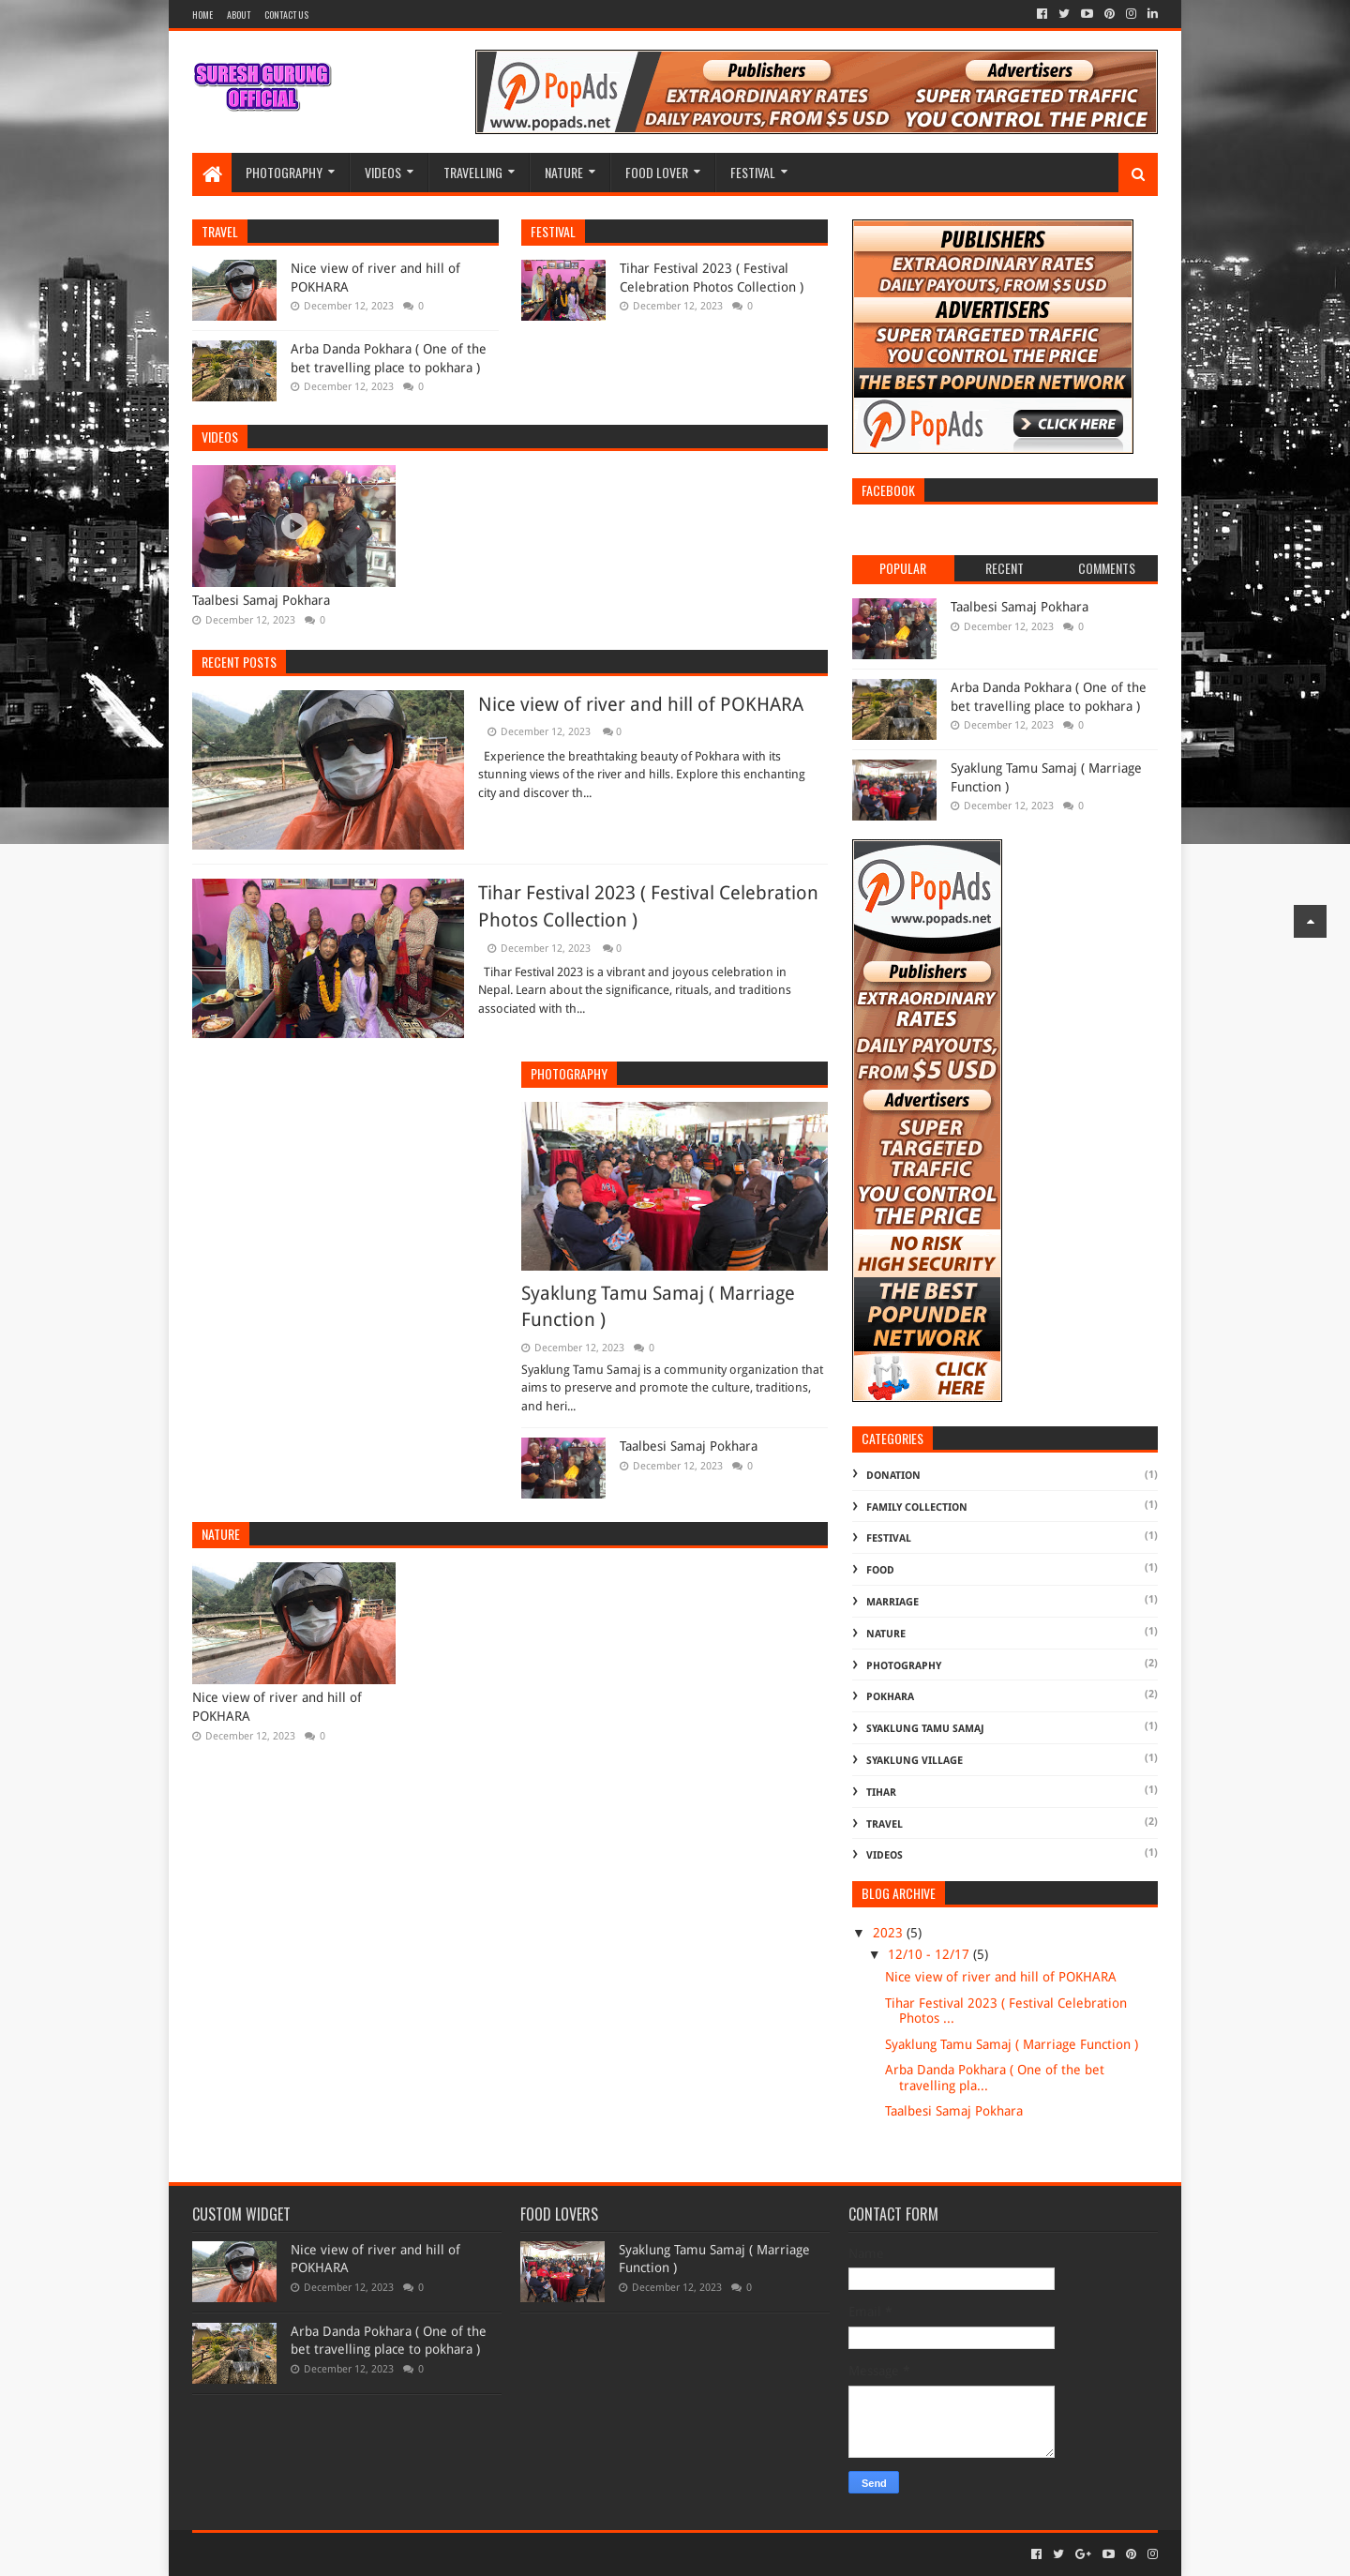 HOME ABOUT CONTACT US
SURESH GURUNG
OFFICIAL
PopAds
www.popads.net
Publishers
EXTRAORDINARY RATES
DAILY PAYOUTS, FROM $5 USD
Advertisers
SUPER TARGETED TRAFFIC
YOU CONTROL THE PRICE
PHOTOGRAPHY VIDEOS TRAVELLING NATURE FOOD LOVER FESTIVAL
TRAVEL
Nice view of river and hill of
POKHARA
December 12, 2023 0
Arba Danda Pokhara ( One of the
bet travelling place to pokhara )
December 12, 2023 0
FESTIVAL
Tihar Festival 2023 ( Festival
Celebration Photos Collection )
December 12, 2023 0
VIDEOS
Taalbesi Samaj Pokhara
December 12, 2023 0
RECENT POSTS
Nice view of river and hill of POKHARA
December 12, 2023 0
Experience the breathtaking beauty of Pokhara with its
stunning views of the river and hills. Explore this enchanting
city and discover th...
Tihar Festival 2023 ( Festival Celebration
Photos Collection )
December 12, 2023 0
Tihar Festival 2023 is a vibrant and joyous celebration in
Nepal. Learn about the significance, rituals, and traditions
associated with th...
PHOTOGRAPHY
Syaklung Tamu Samaj ( Marriage
Function )
December 12, 2023 0
Syaklung Tamu Samaj is a community organization that
aims to preserve and promote the culture, traditions,
and heri...
Taalbesi Samaj Pokhara
December 12, 2023 0
NATURE
Nice view of river and hill of
POKHARA
December 12, 2023 0
PUBLISHERS
EXTRAORDINARY RATES
DAILY PAYOUTS, FROM $5 USD
ADVERTISERS
SUPER TARGETED TRAFFIC
YOU CONTROL THE PRICE
THE BEST POPUNDER NETWORK
PopAds
CLICK HERE
FACEBOOK
POPULAR RECENT COMMENTS
Taalbesi Samaj Pokhara
December 12, 2023 0
Arba Danda Pokhara ( One of the
bet travelling place to pokhara )
December 12, 2023 0
Syaklung Tamu Samaj ( Marriage
Function )
December 12, 2023 0
PopAds
www.popads.net
Publishers
EXTRAORDINARY
RATES
DAILY PAYOUTS,
FROM $5 USD
Advertisers
SUPER
TARGETED
TRAFFIC
YOU CONTROL
THE PRICE
NO RISK
HIGH SECURITY
THE BEST
POPUNDER
NETWORK
CLICK
HERE
CATEGORIES
DONATION (1)
FAMILY COLLECTION (1)
FESTIVAL (1)
FOOD (1)
MARRIAGE (1)
NATURE (1)
PHOTOGRAPHY (2)
POKHARA (2)
SYAKLUNG TAMU SAMAJ (1)
SYAKLUNG VILLAGE (1)
TIHAR (1)
TRAVEL (2)
VIDEOS (1)
BLOG ARCHIVE
▼ 2023 (5)
▼ 12/10 - 12/17 (5)
Nice view of river and hill of POKHARA
Tihar Festival 2023 ( Festival Celebration
Photos ...
Syaklung Tamu Samaj ( Marriage Function )
Arba Danda Pokhara ( One of the bet
travelling pla...
Taalbesi Samaj Pokhara
CUSTOM WIDGET
Nice view of river and hill of
POKHARA
December 12, 2023 0
Arba Danda Pokhara ( One of the
bet travelling place to pokhara )
December 12, 2023 0
FOOD LOVERS
Syaklung Tamu Samaj ( Marriage
Function )
December 12, 2023 0
CONTACT FORM
Send